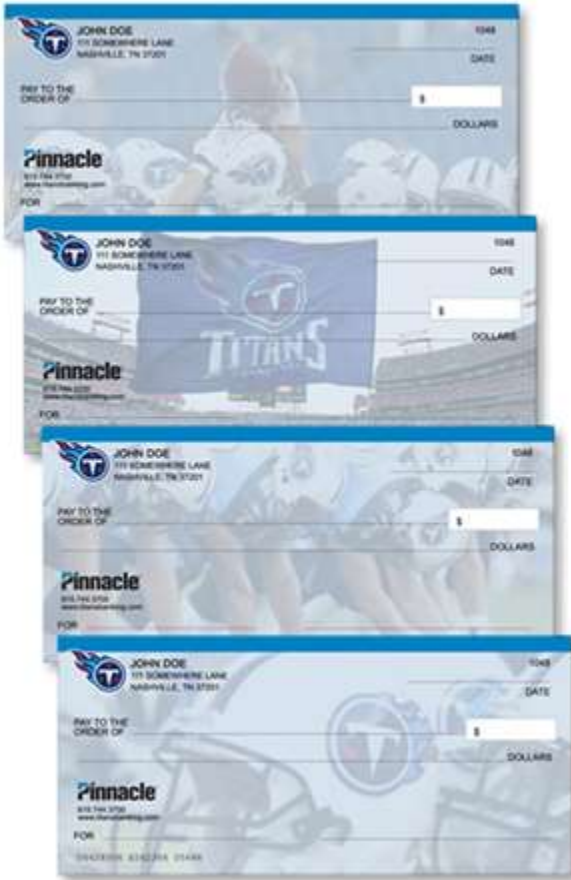 JOHN DOE
111 SOMEWHERE LANE
NASHVILLE, TN 37201
1048
DATE
PAY TO THE
ORDER OF
$
DOLLARS
Pinnacle
FOR
JOHN DOE
111 SOMEWHERE LANE
NASHVILLE, TN 37201
1048
DATE
PAY TO THE
ORDER OF
$
DOLLARS
TITANS
Pinnacle
FOR
JOHN DOE
111 SOMEWHERE LANE
NASHVILLE, TN 37201
1048
DATE
PAY TO THE
ORDER OF
$
DOLLARS
Pinnacle
FOR
JOHN DOE
111 SOMEWHERE LANE
NASHVILLE, TN 37201
1048
DATE
PAY TO THE
ORDER OF
$
DOLLARS
Pinnacle
FOR